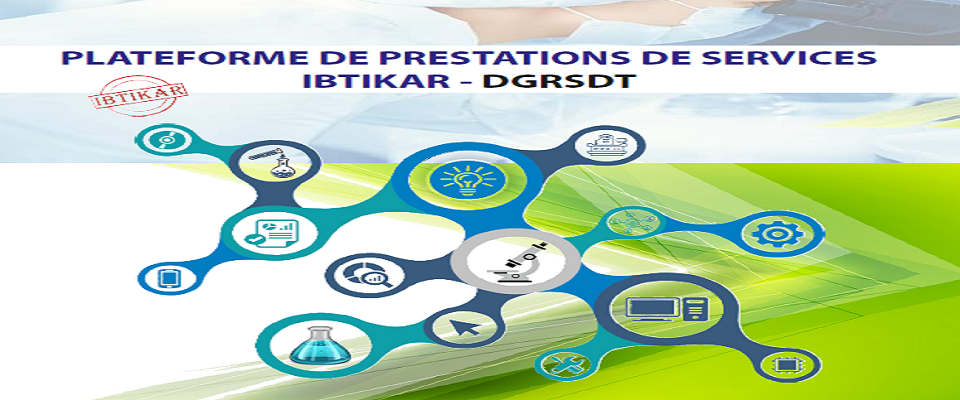 PLATEFORME DE PRESTATIONS DE SERVICES
IBTIKAR - DGRSDT
IBTIKAR